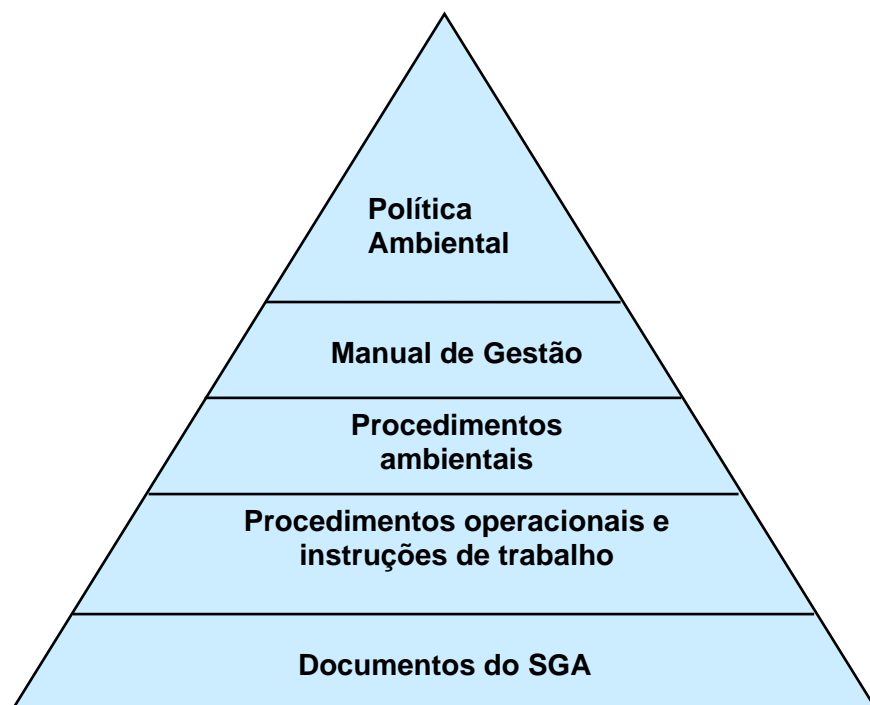 Política
Ambiental
Manual de Gestão
Procedimentos
ambientais
Procedimentos operacionais e
instruções de trabalho
Documentos do SGA